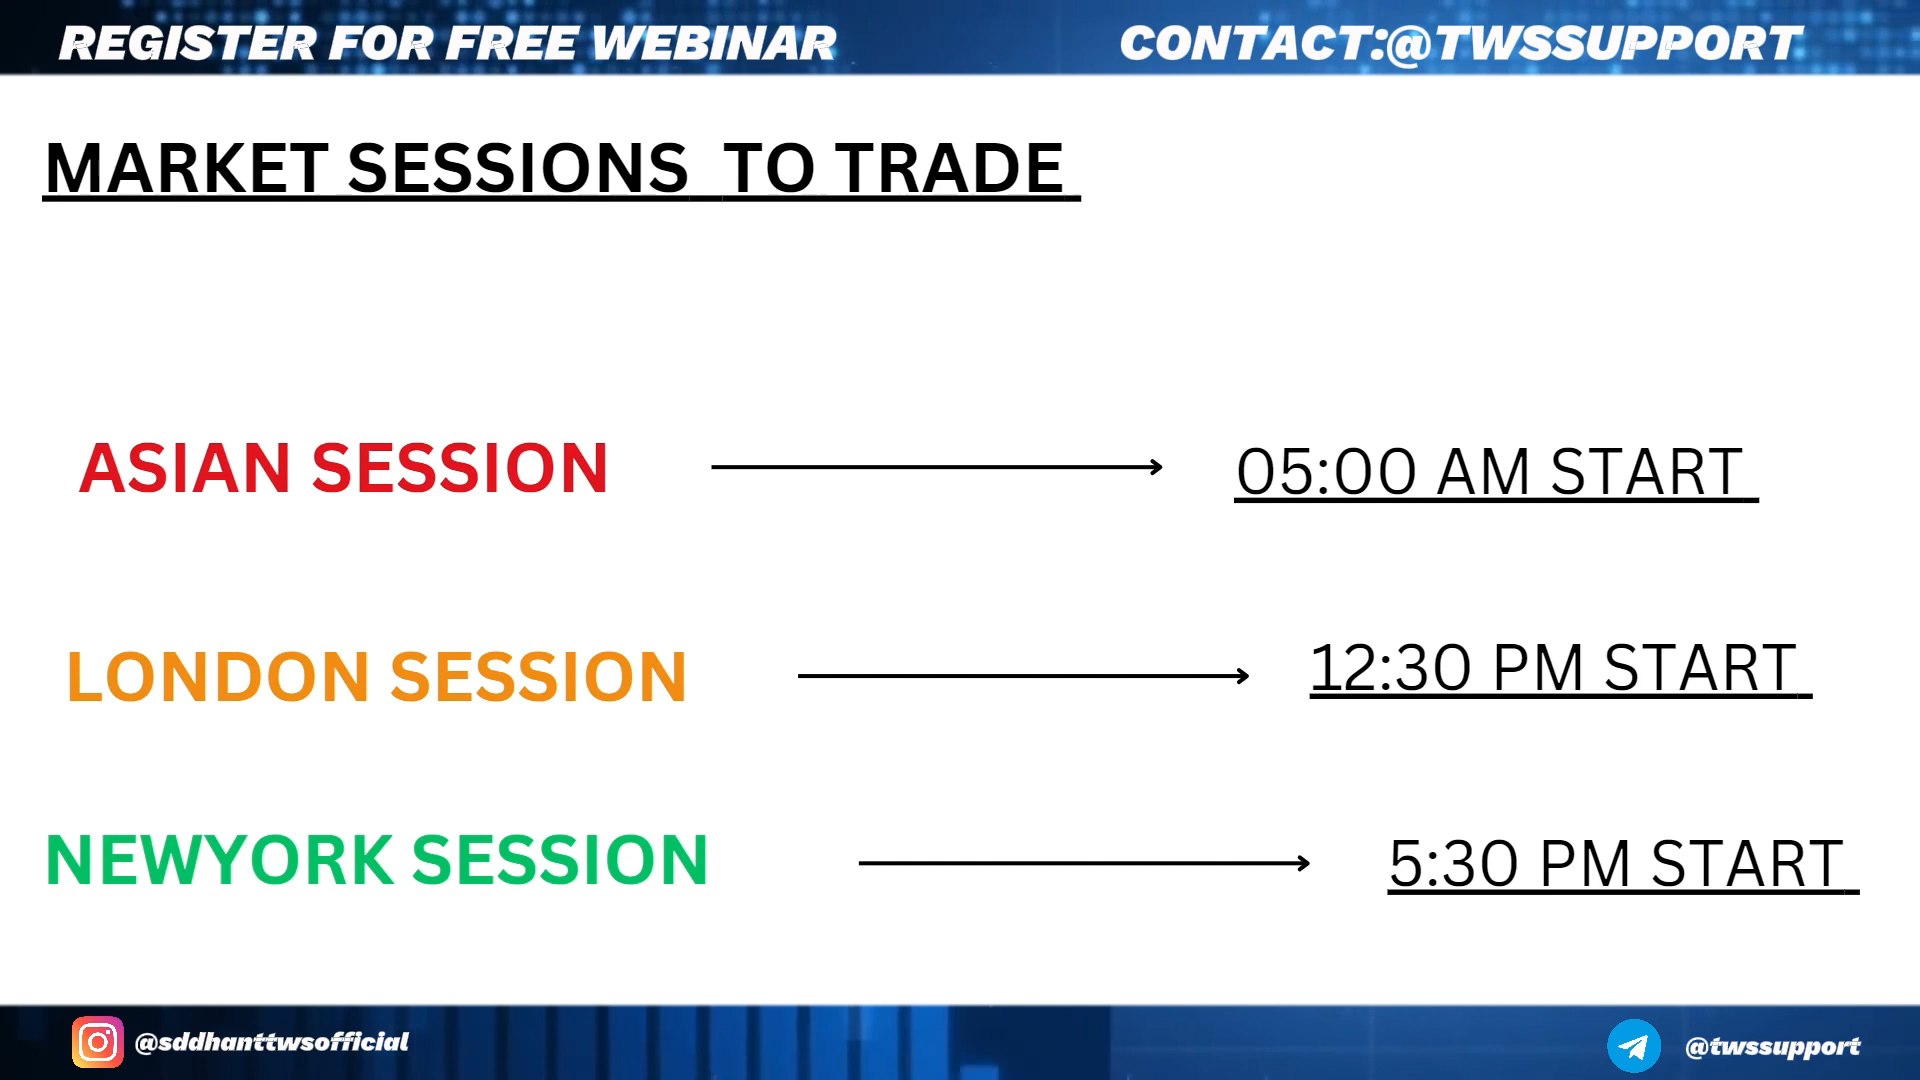 REGISTER FOR FREE WEBINAR
CONTACT:@TWSSUPPORT
MARKET SESSIONS TO TRADE
ASIAN SESSION
05:00 AM START
LONDON SESSION
12:30 PM START
NEWYORK SESSION
5:30 PM START
@sddhanttwsofficial
@twssupport